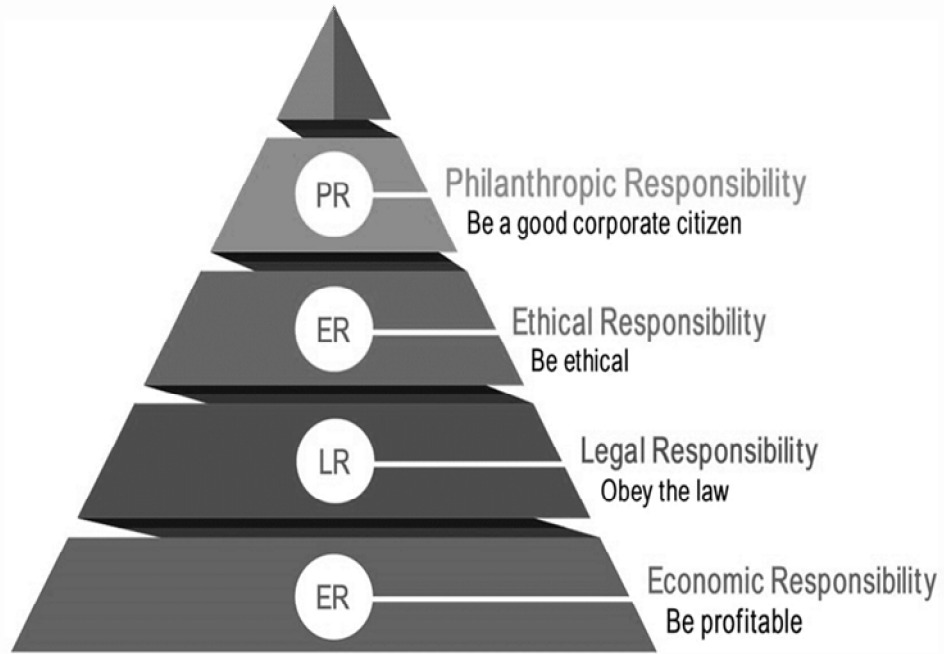 PR
Philanthropic Responsibility
Be a good corporate citizen
ER
Ethical Responsibility
Be ethical
LR
Legal Responsibility
Obey the law
ER
Economic Responsibility
Be profitable